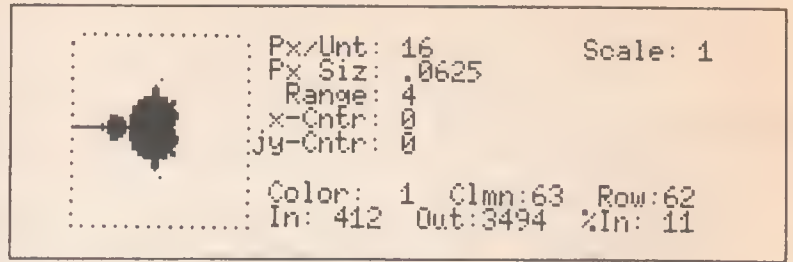 Px/Unt: 16 Scale: 1
Px Siz: .0625
Range: 4
x-Cntr: 0
jy-Cntr: 0
Color: 1 Clmn:63 Row:62
In: 412 Out:3494 %In: 11